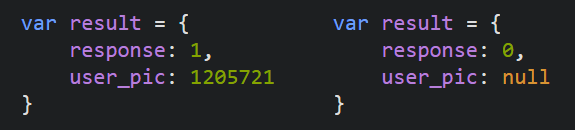 var result = {
    response: 1,
    user_pic: 1205721
}
var result = {
    response: 0,
    user_pic: null
}